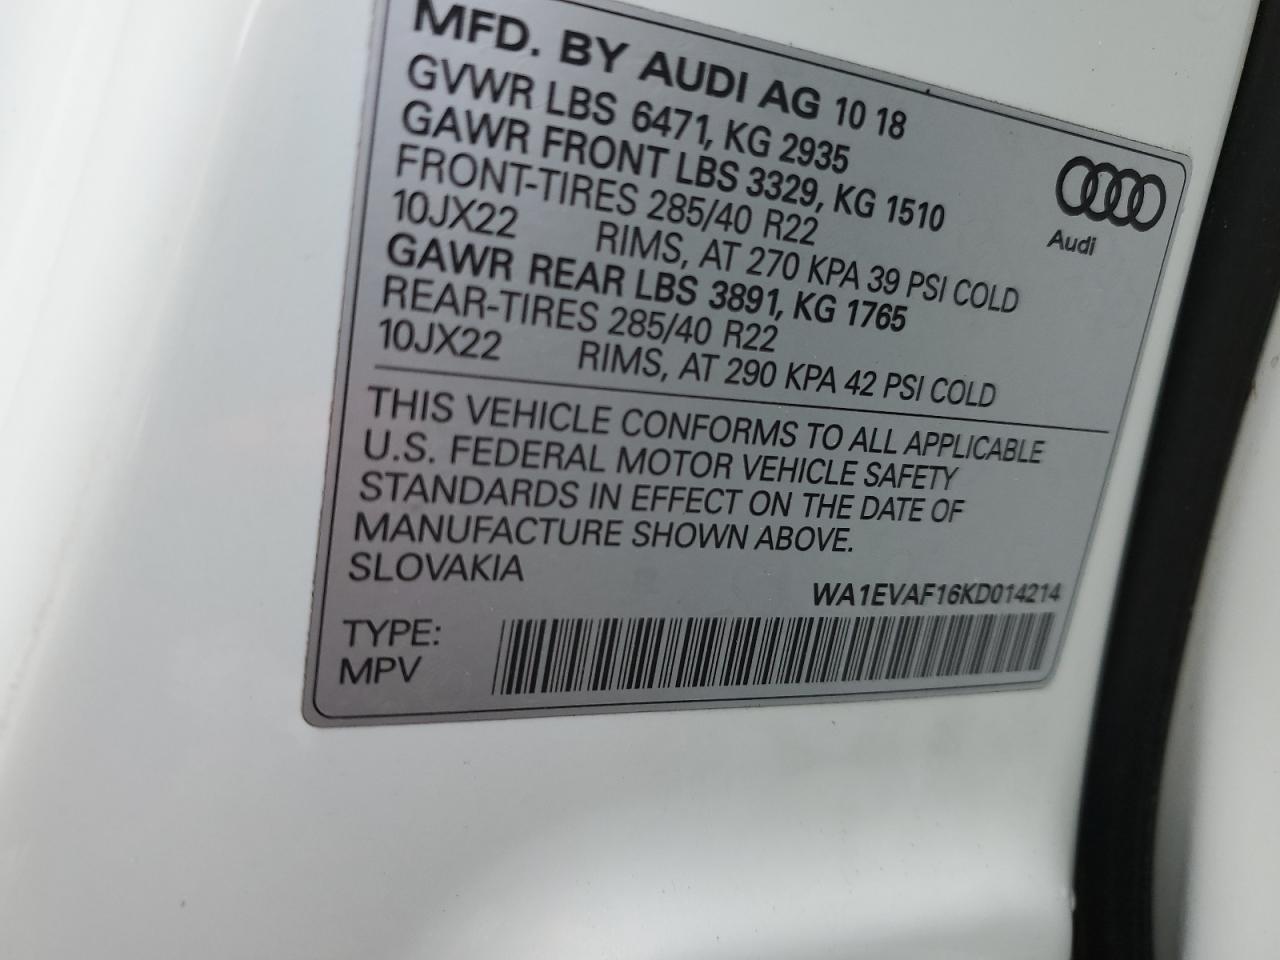 MFD. BY AUDI AG 10 18
GVWR LBS 6471, KG 2935
GAWR FRONT LBS 3329, KG 1510
FRONT-TIRES 285/40 R22
10JX22 RIMS, AT 270 KPA 39 PSI COLD
GAWR REAR LBS 3891, KG 1765
REAR-TIRES 285/40 R22
10JX22 RIMS, AT 290 KPA 42 PSI COLD
Audi
THIS VEHICLE CONFORMS TO ALL APPLICABLE
U.S. FEDERAL MOTOR VEHICLE SAFETY
STANDARDS IN EFFECT ON THE DATE OF
MANUFACTURE SHOWN ABOVE.
SLOVAKIA
WA1EVAF16KD014214
TYPE:
MPV